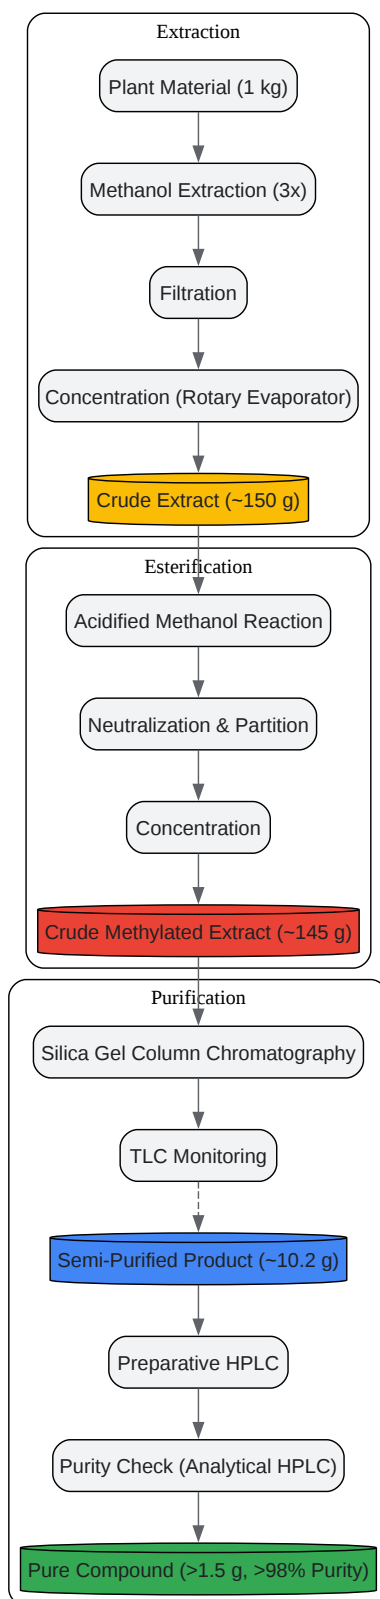 Extraction
Plant Material (1 kg)
Methanol Extraction (3x)
Filtration
Concentration (Rotary Evaporator)
Crude Extract (~150 g)
Esterification
Acidified Methanol Reaction
Neutralization & Partition
Concentration
Crude Methylated Extract (~145 g)
Purification
Silica Gel Column Chromatography
TLC Monitoring
Semi-Purified Product (~10.2 g)
Preparative HPLC
Purity Check (Analytical HPLC)
Pure Compound (>1.5 g, >98% Purity)